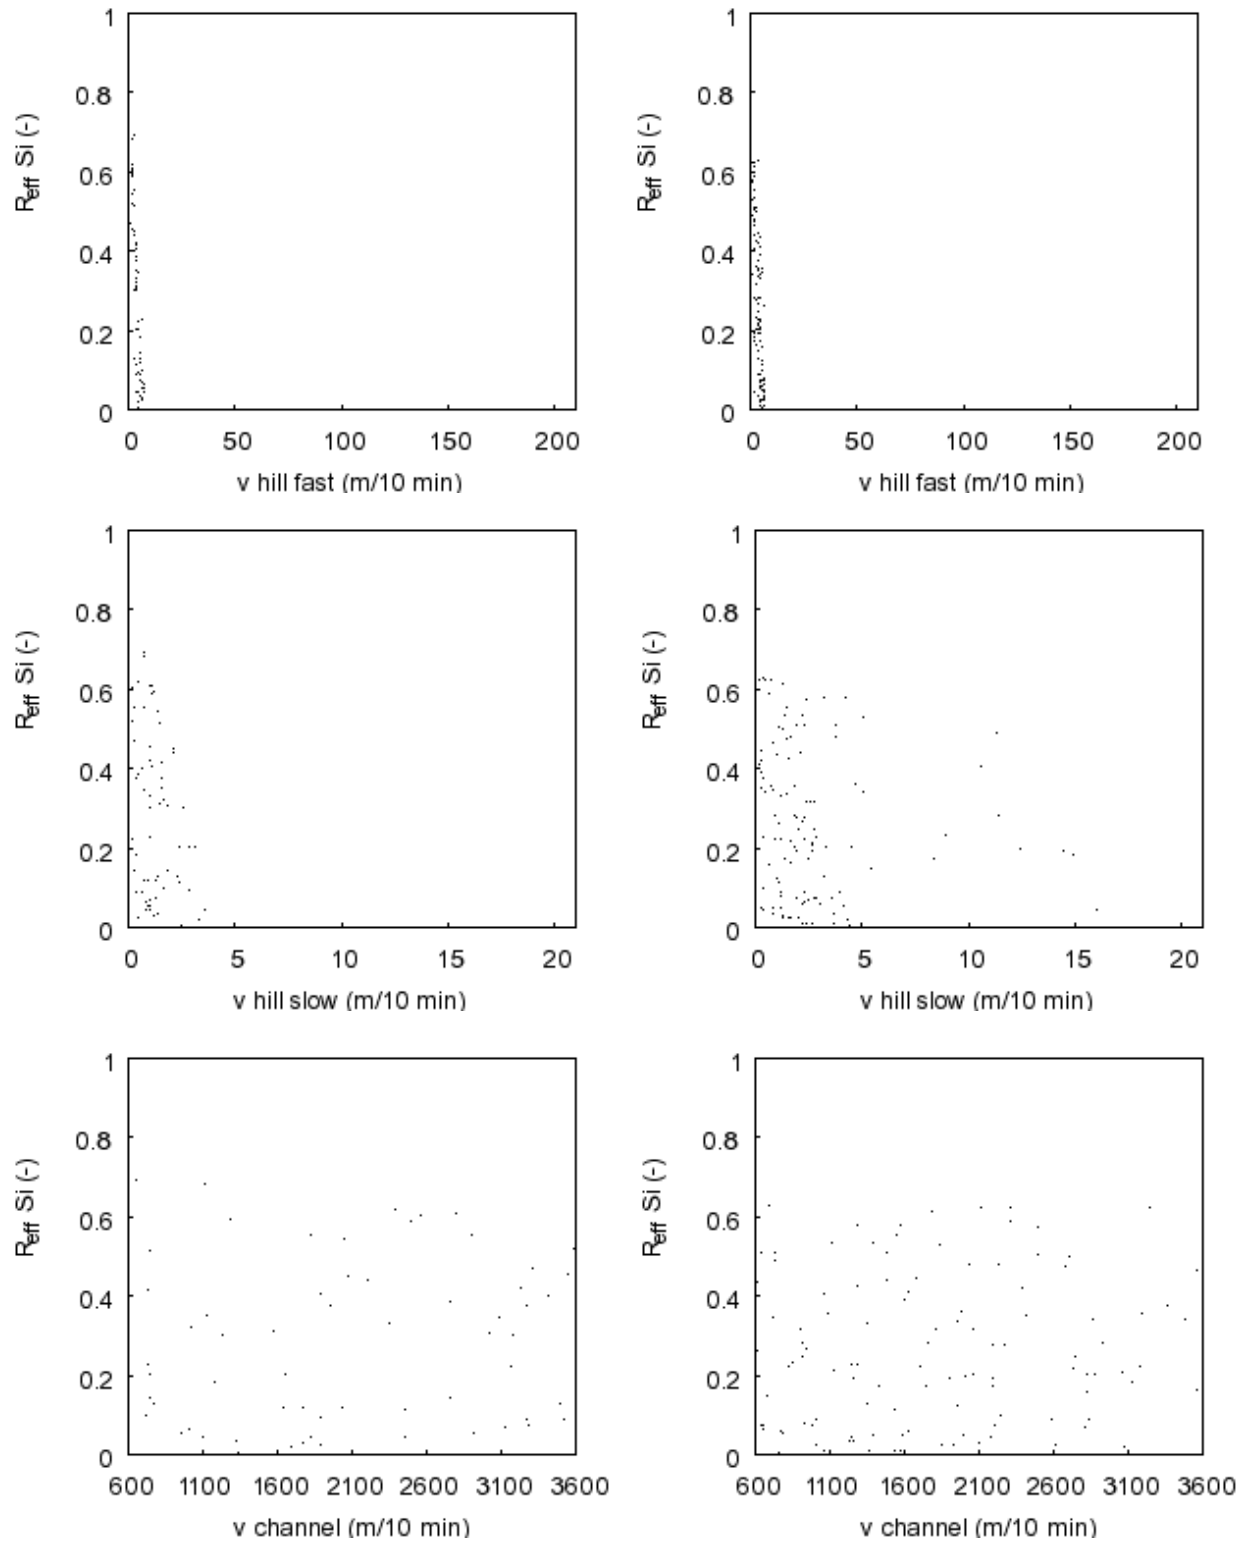 1
1
0.8
0.8
R_eff Si (-)
R_eff Si (-)
0.6
0.6
0.4
0.4
0.2
0.2
0
0
0 50 100 150 200
0 50 100 150 200
v hill fast (m/10 min)
v hill fast (m/10 min)
1
1
0.8
0.8
R_eff Si (-)
R_eff Si (-)
0.6
0.6
0.4
0.4
0.2
0.2
0
0
0 5 10 15 20
0 5 10 15 20
v hill slow (m/10 min)
v hill slow (m/10 min)
1
1
0.8
0.8
R_eff Si (-)
R_eff Si (-)
0.6
0.6
0.4
0.4
0.2
0.2
0
0
600 1100 1600 2100 2600 3100 3600
600 1100 1600 2100 2600 3100 3600
v channel (m/10 min)
v channel (m/10 min)